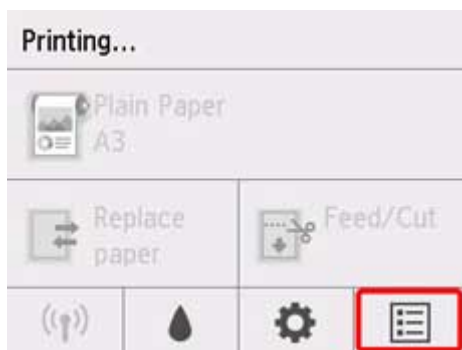 Printing...
Plain Paper
A3
Replace
paper
Feed/Cut